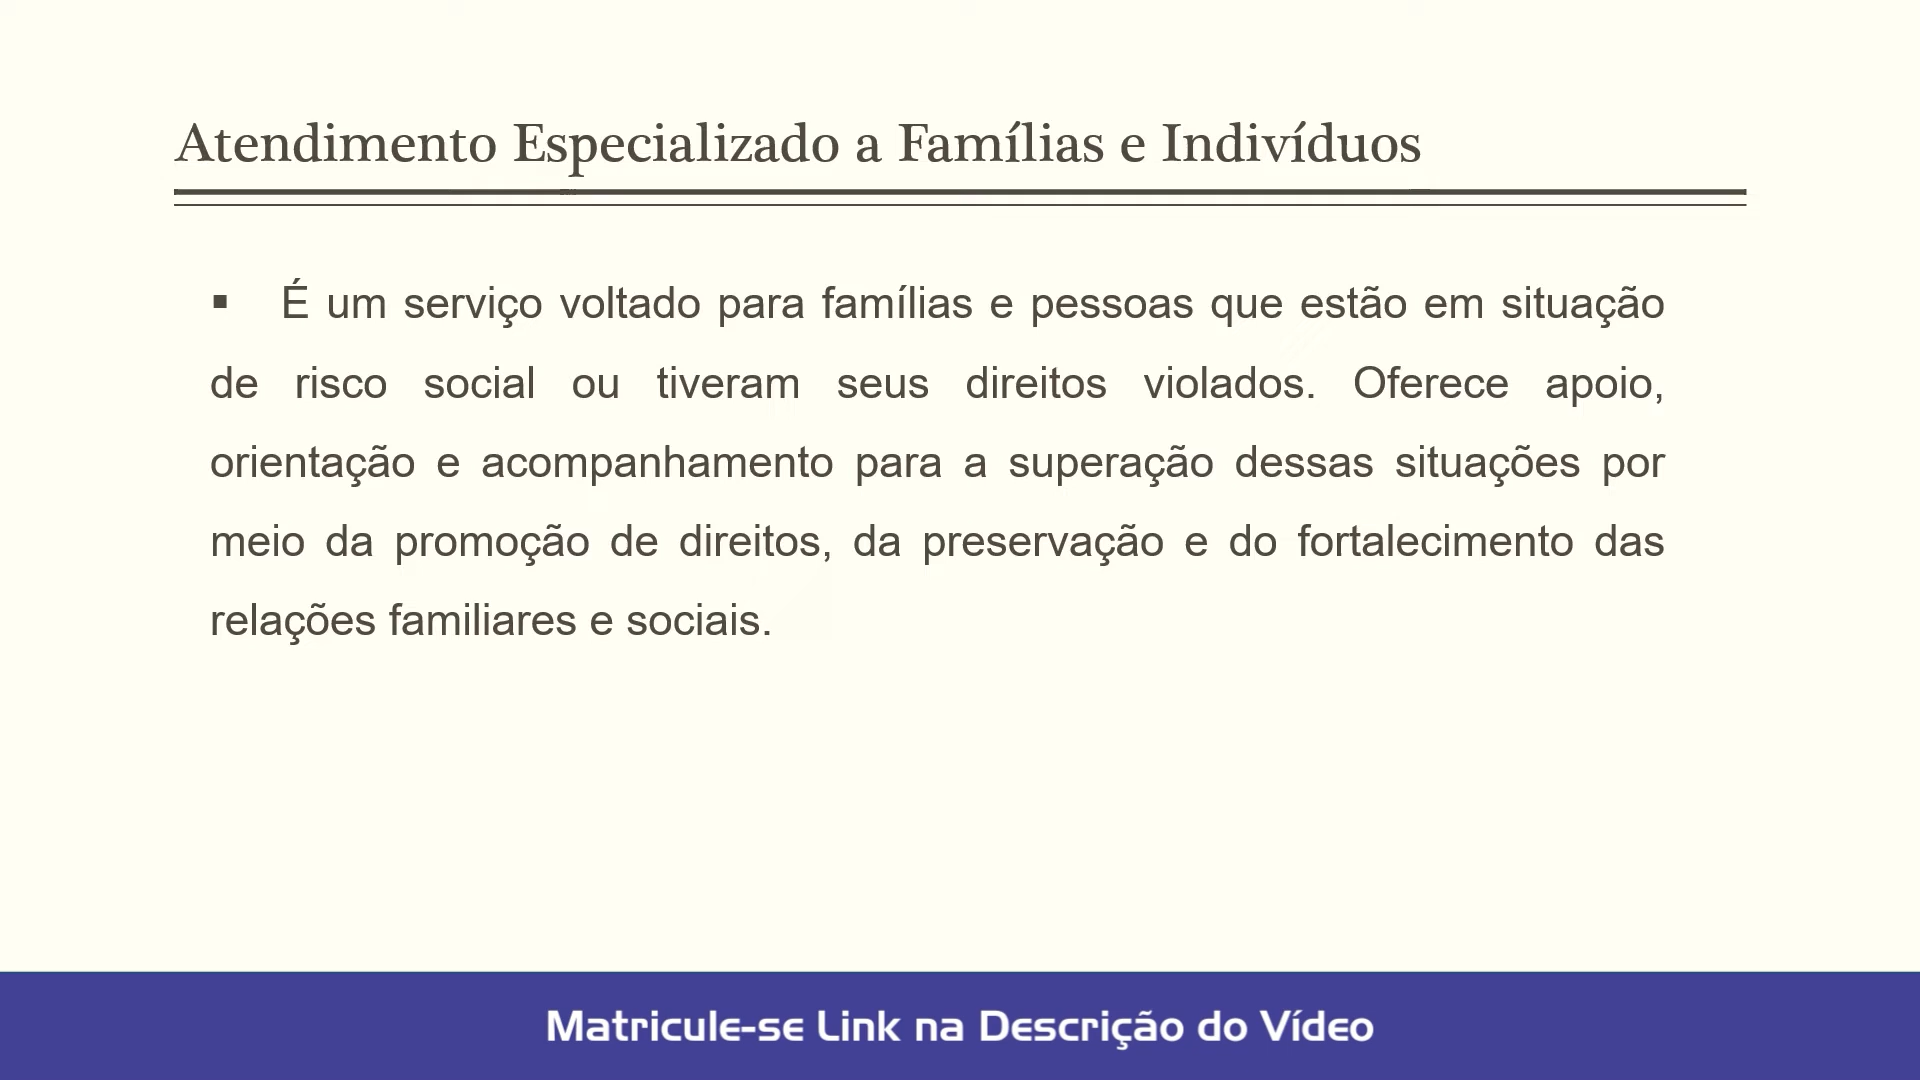 Atendimento Especializado a Famílias e Indivíduos
▪ É um serviço voltado para famílias e pessoas que estão em situação
de risco social ou tiveram seus direitos violados. Oferece apoio,
orientação e acompanhamento para a superação dessas situações por
meio da promoção de direitos, da preservação e do fortalecimento das
relações familiares e sociais.
Matricule-se Link na Descrição do Vídeo